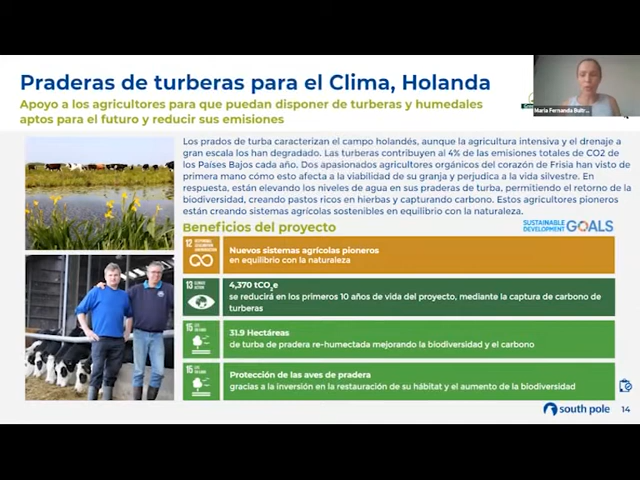 Praderas de turberas para el Clima, Holanda
Apoyo a los agricultores para que puedan disponer de turberas y humedales
aptos para el futuro y reducir sus emisiones
Los prados de turba caracterizan el campo holandés, aunque la agricultura intensiva y el drenaje a
gran escala los han degradado. Las turberas contribuyen al 4% de las emisiones totales de CO2 de
los Países Bajos cada año. Dos apasionados agricultores orgánicos del corazón de Frisia han visto de
primera mano cómo esto afecta a la viabilidad de su granja y perjudica a la vida silvestre. En
respuesta, están elevando los niveles de agua en sus praderas de turba, permitiendo el retorno de la
biodiversidad, creando pastos ricos en hierbas y capturando carbono. Estos agricultores pioneros
están creando sistemas agrícolas sostenibles en equilibrio con la naturaleza.
Beneficios del proyecto
SUSTAINABLE
DEVELOPMENT
GOALS
12
Nuevos sistemas agrícolas pioneros
en equilibrio con la naturaleza
13 CLIMATE ACTION
4,370 tCO2e
se reducirá en los primeros 10 años de vida del proyecto, mediante la captura de carbono de
turberas
15 LIFE ON LAND
31.9 Hectáreas
de turba de pradera re-humectada mejorando la biodiversidad y el carbono
15 LIFE ON LAND
Protección de las aves de pradera
gracias a la inversión en la restauración de su hábitat y el aumento de la biodiversidad
south pole
14